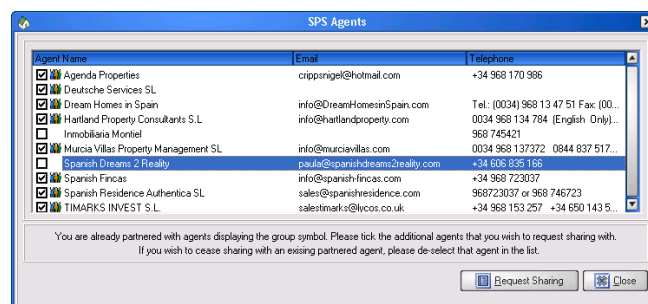 SPS Agents
Agent Name Email Telephone
Agenda Properties crippsnigel@hotmail.com +34 968 170 986
Deutsche Services SL
Dream Homes in Spain info@DreamHomesinSpain.com Tel.: (0034) 968 13 47 51 Fax: (00...
Hartland Property Consultants S.L info@hartlandproperty.com 0034 968 134 784 (English Only)...
Inmobiliaria Montiel 968 745421
Murcia Villas Property Management SL info@murciavillas.com 0034 968 137372 0844 837 517...
Spanish Dreams 2 Reality paula@spanishdreams2reality.com +34 606 835 166
Spanish Fincas info@spanish-fincas.com +34 968 723037
Spanish Residence Authentica SL sales@spanishresidence.com 968723037 or 968 746723
TIMARKS INVEST S.L. salestimarks@lycos.co.uk +34 968 153 257 +34 650 143 5...
You are already partnered with agents displaying the group symbol. Please tick the additional agents that you wish to request sharing with.
If you wish to cease sharing with an exising partnered agent, please de-select that agent in the list.
Request Sharing Close